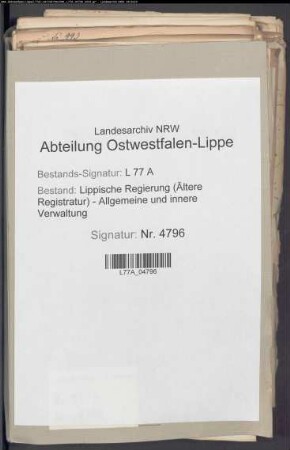 Landesarchiv NRW
Abteilung Ostwestfalen-Lippe
Bestands-Signatur: L 77 A
Bestand: Lippische Regierung (Ältere
Registratur) - Allgemeine und innere
Verwaltung
Signatur: Nr. 4796
L77A_04796